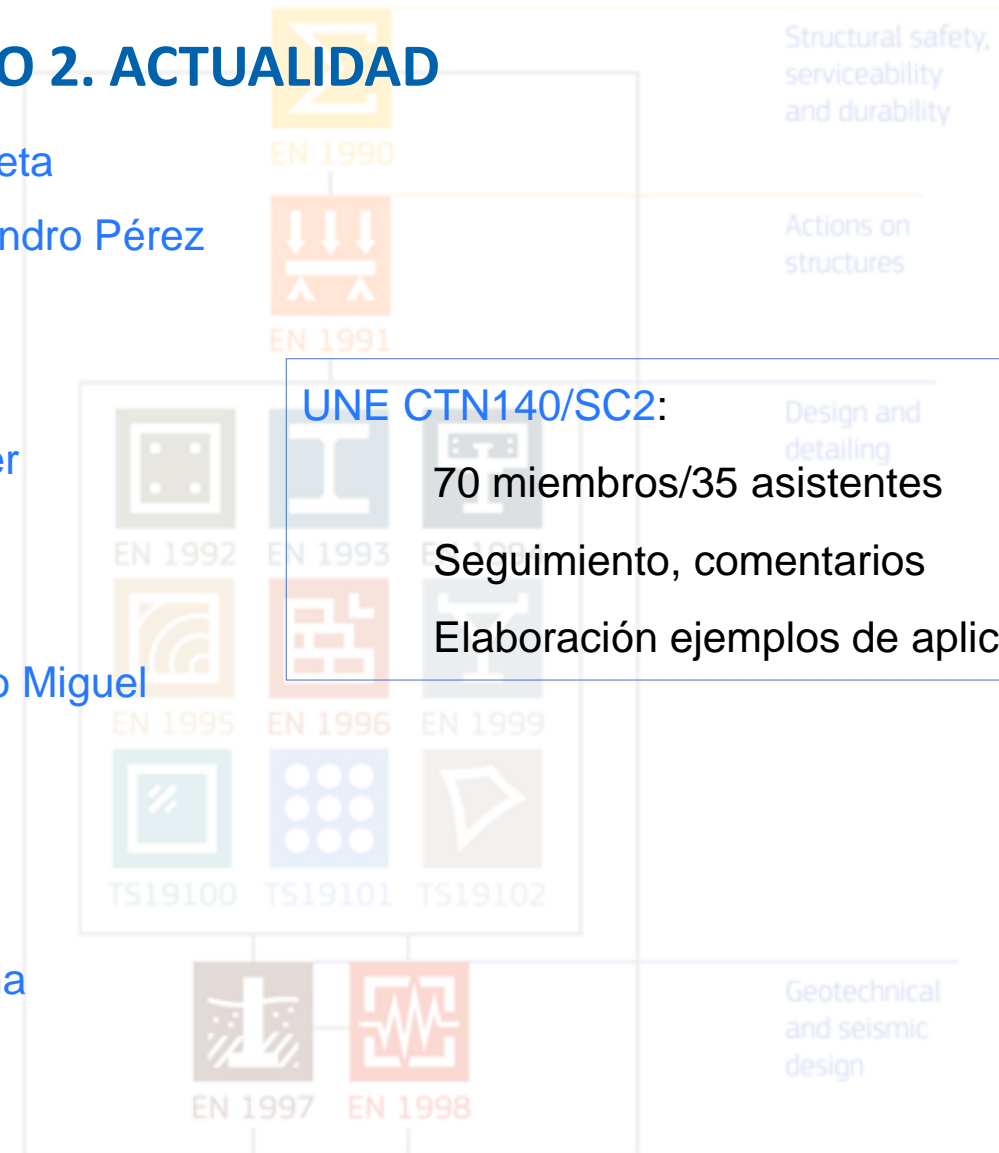 O 2. ACTUALIDAD
eta
ndro Pérez
er
o Miguel
na
UNE CTN140/SC2:
70 miembros/35 asistentes
Seguimiento, comentarios
Elaboración ejemplos de aplic
Structural safety,
serviceability
and durability
EN 1990
Actions on
structures
EN 1991
Design and
detailing
EN 1992 EN 1993
EN 1995 EN 1996 EN 1999
TS19100 TS19101 TS19102
Geotechnical
and seismic
design
EN 1997 EN 1998